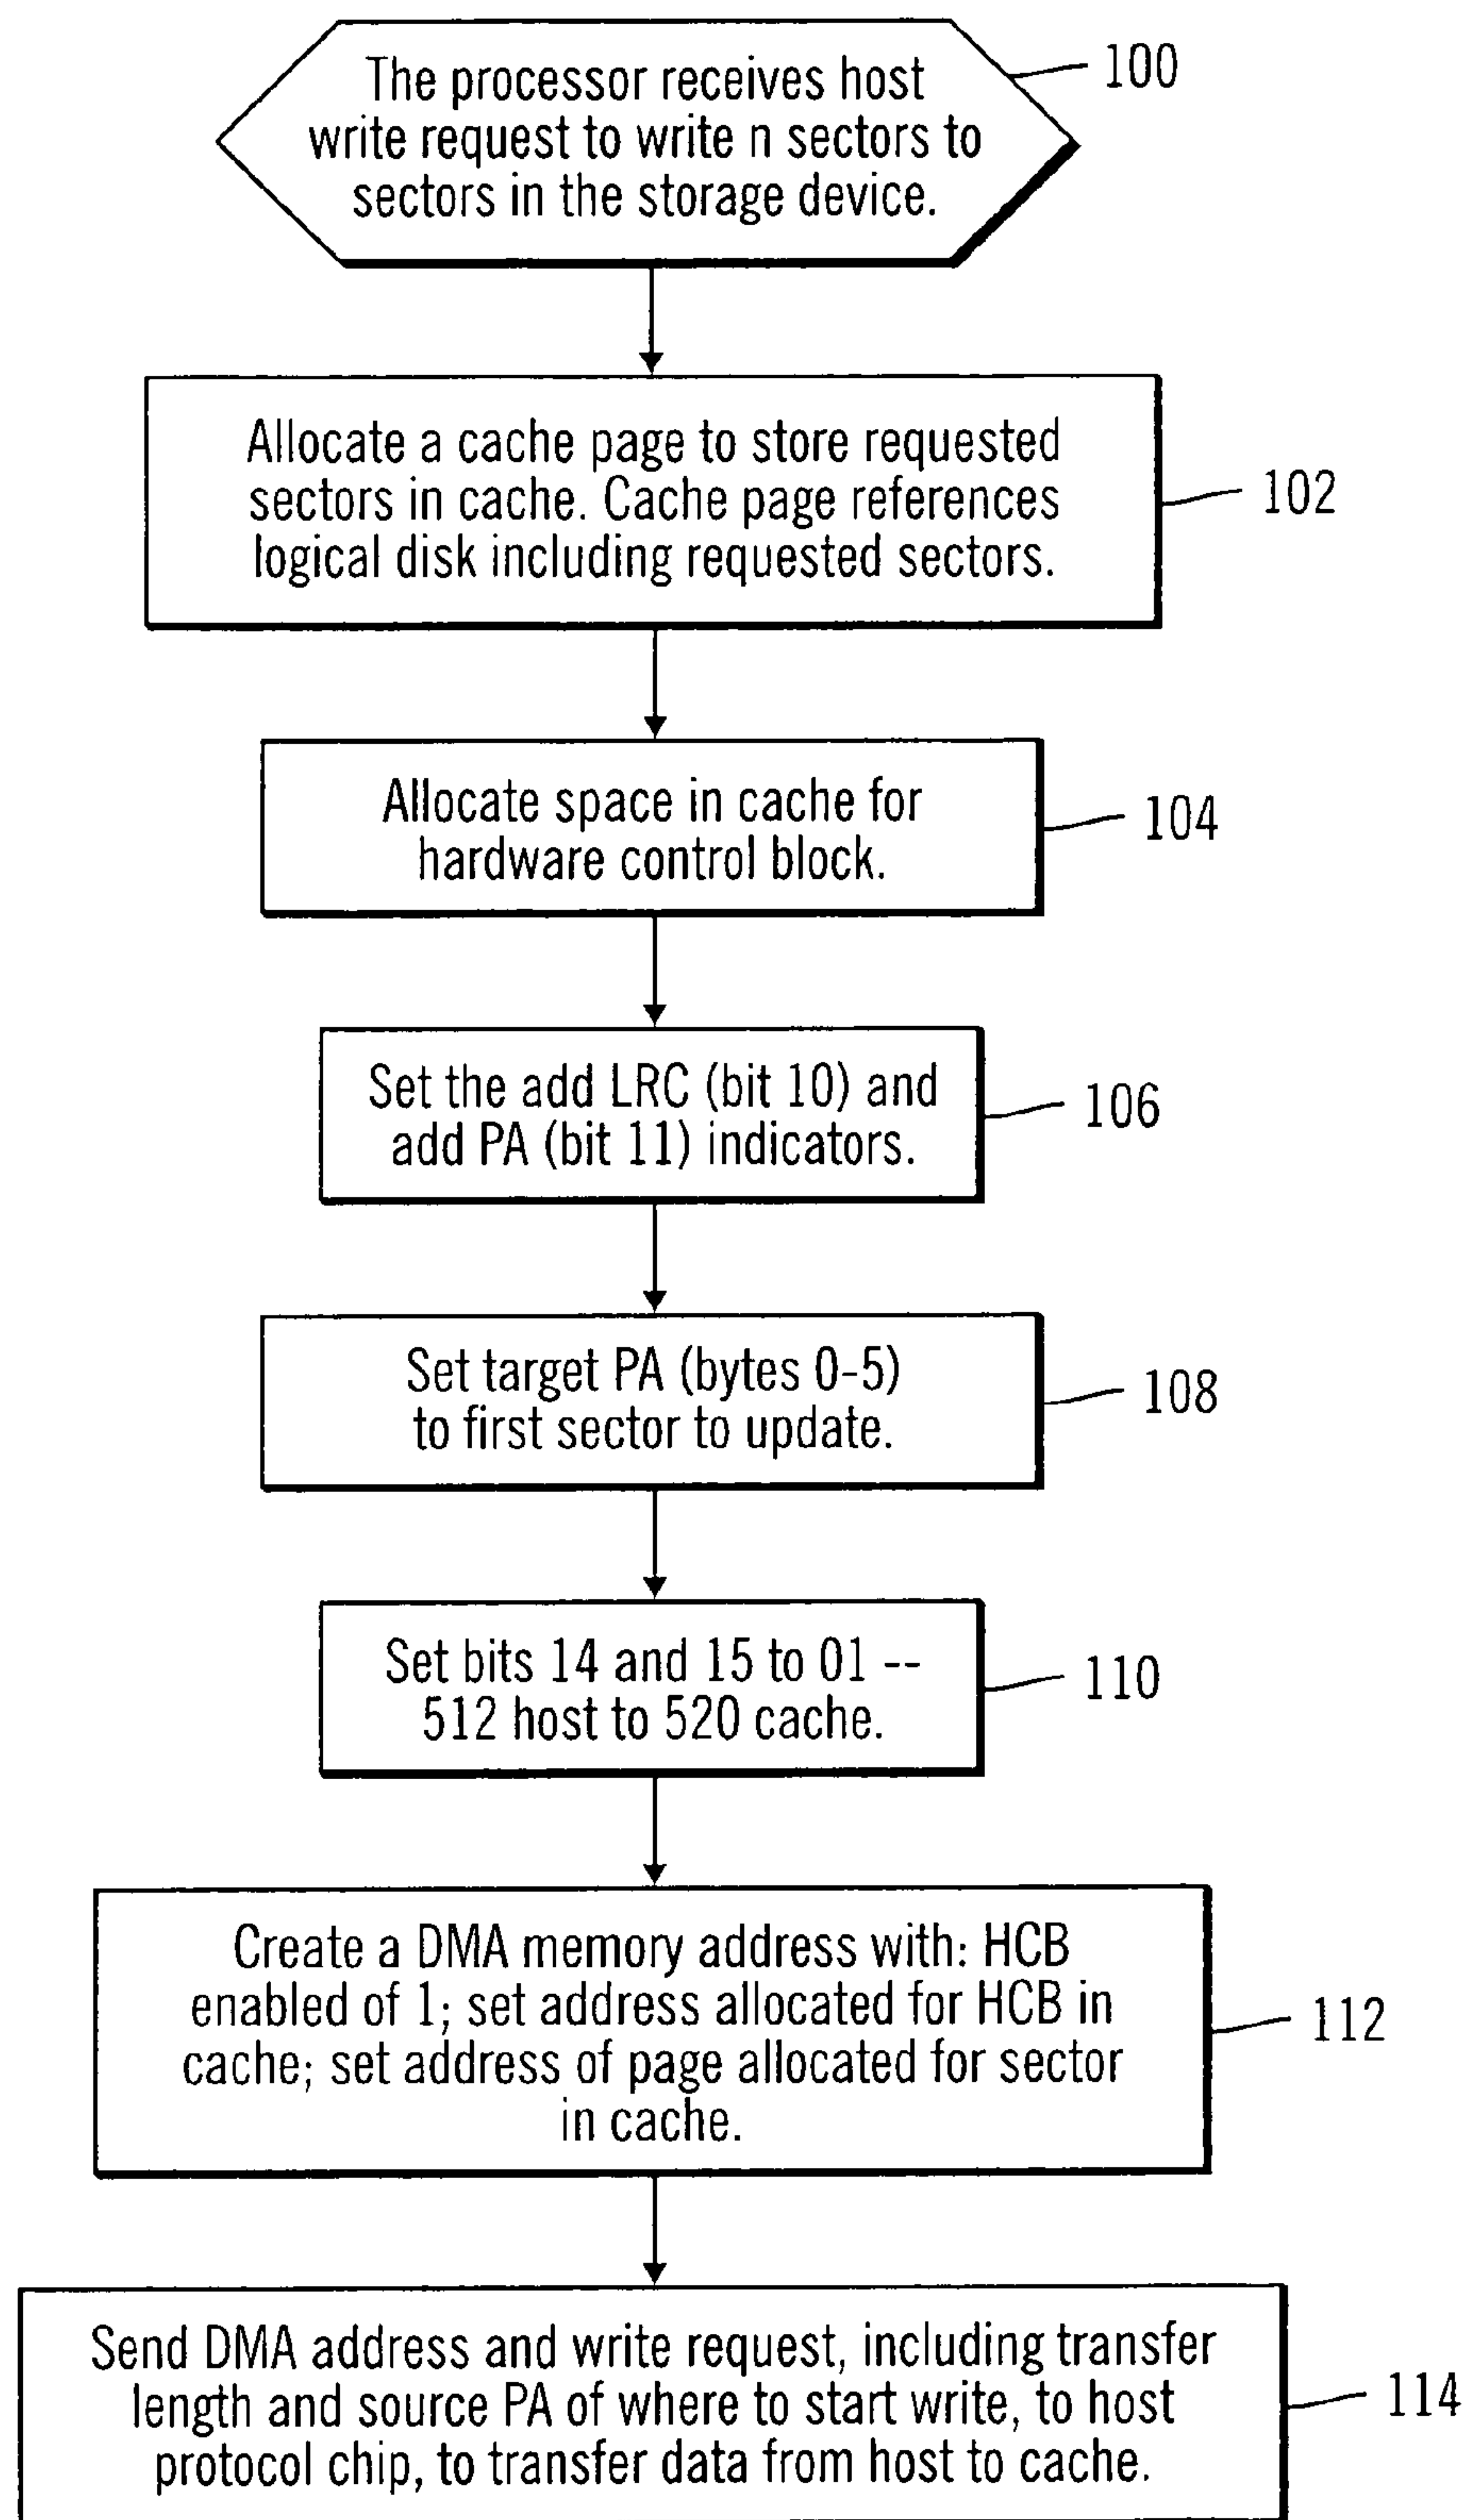 The processor receives host
write request to write n sectors to
sectors in the storage device.
100
Allocate a cache page to store requested
sectors in cache. Cache page references
logical disk including requested sectors.
102
Allocate space in cache for
hardware control block.
104
Set the add LRC (bit 10) and
add PA (bit 11) indicators.
106
Set target PA (bytes 0-5)
to first sector to update.
108
Set bits 14 and 15 to 01 --
512 host to 520 cache.
110
Create a DMA memory address with: HCB
enabled of 1; set address allocated for HCB in
cache; set address of page allocated for sector
in cache.
112
Send DMA address and write request, including transfer
length and source PA of where to start write, to host
protocol chip, to transfer data from host to cache.
114